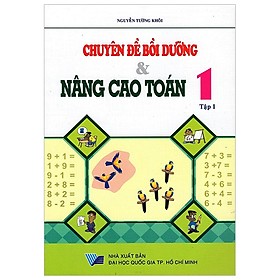 NGUYỄN TƯỜNG KHÔI
CHUYÊN ĐỀ BỒI DƯỠNG
&
NÂNG CAO TOÁN 1
Tập 1
9 + 1 =
9 + 1 =
9 - 1 =
2 + 8 =
8 + 2 =
6 + 4 =
7 + 3 =
7 + 3 =
7 - 3 =
4 + 6 =
6 + 4 =
6 - 4 =
NHÀ XUẤT BẢN
ĐẠI HỌC QUỐC GIA TP. HỒ CHÍ MINH